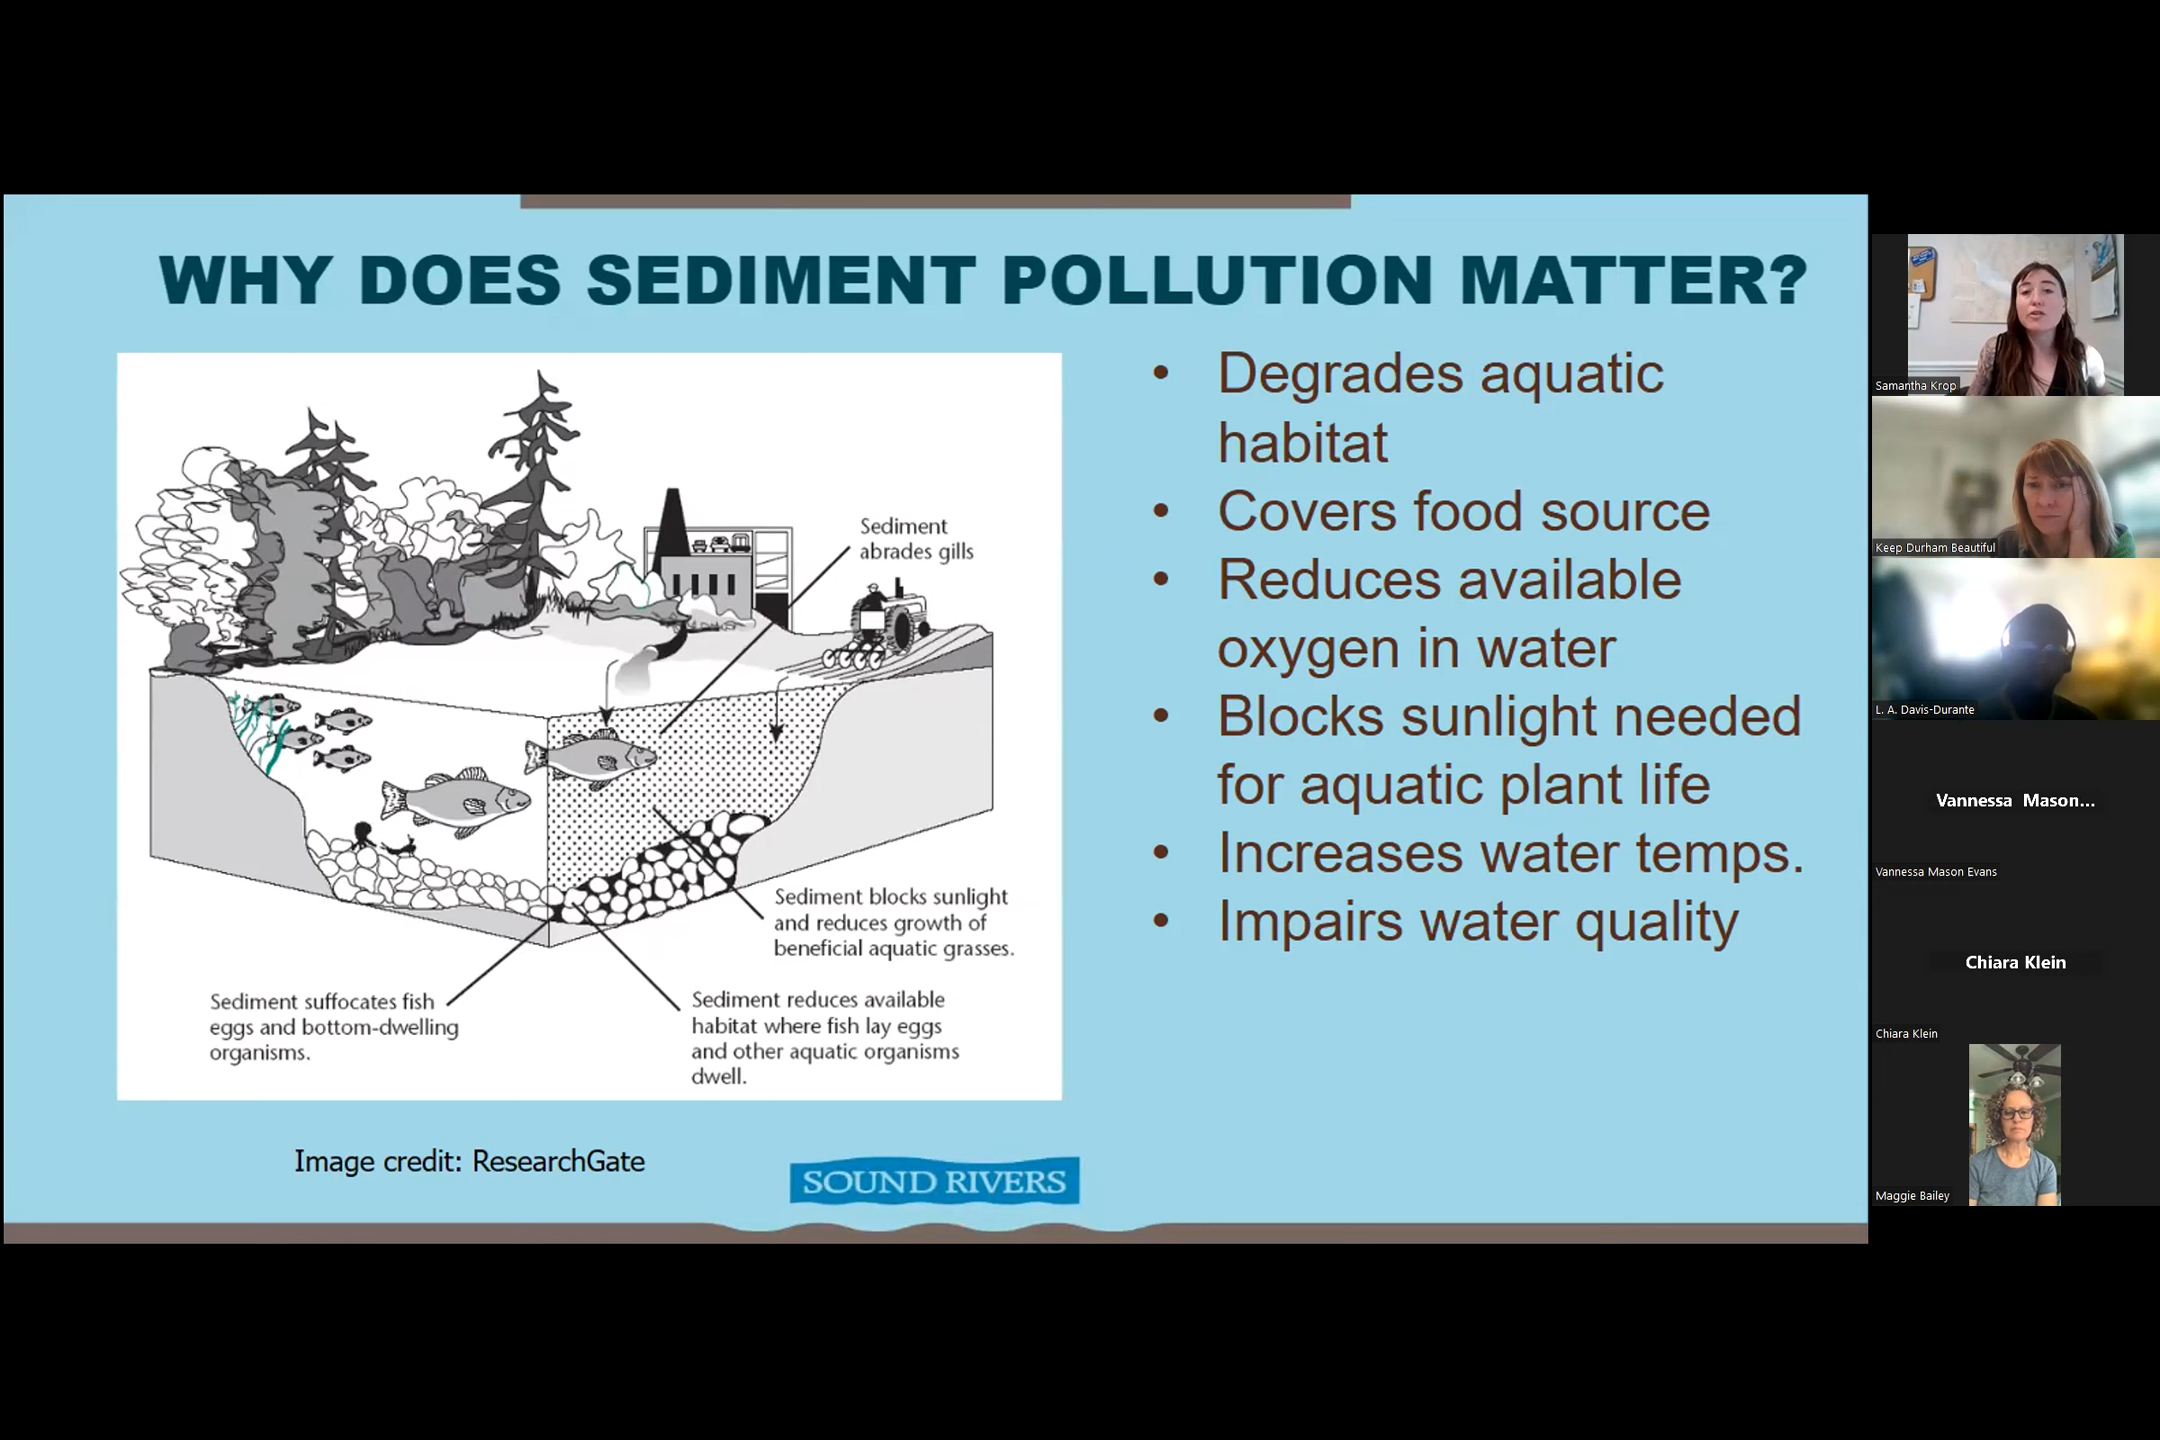 WHY DOES SEDIMENT POLLUTION MATTER?
Sediment
abrades gills
Sediment blocks sunlight
and reduces growth of
beneficial aquatic grasses.
Sediment suffocates fish
eggs and bottom-dwelling
organisms.
Sediment reduces available
habitat where fish lay eggs
and other aquatic organisms
dwell.
Image credit: ResearchGate
SOUND RIVERS
• Degrades aquatic
habitat
• Covers food source
• Reduces available
oxygen in water
• Blocks sunlight needed
for aquatic plant life
• Increases water temps.
• Impairs water quality
Samantha Krop
Keep Durham Beautiful
L. A. Davis-Durante
Vannessa Mason...
Vannessa Mason Evans
Chiara Klein
Chiara Klein
Maggie Bailey